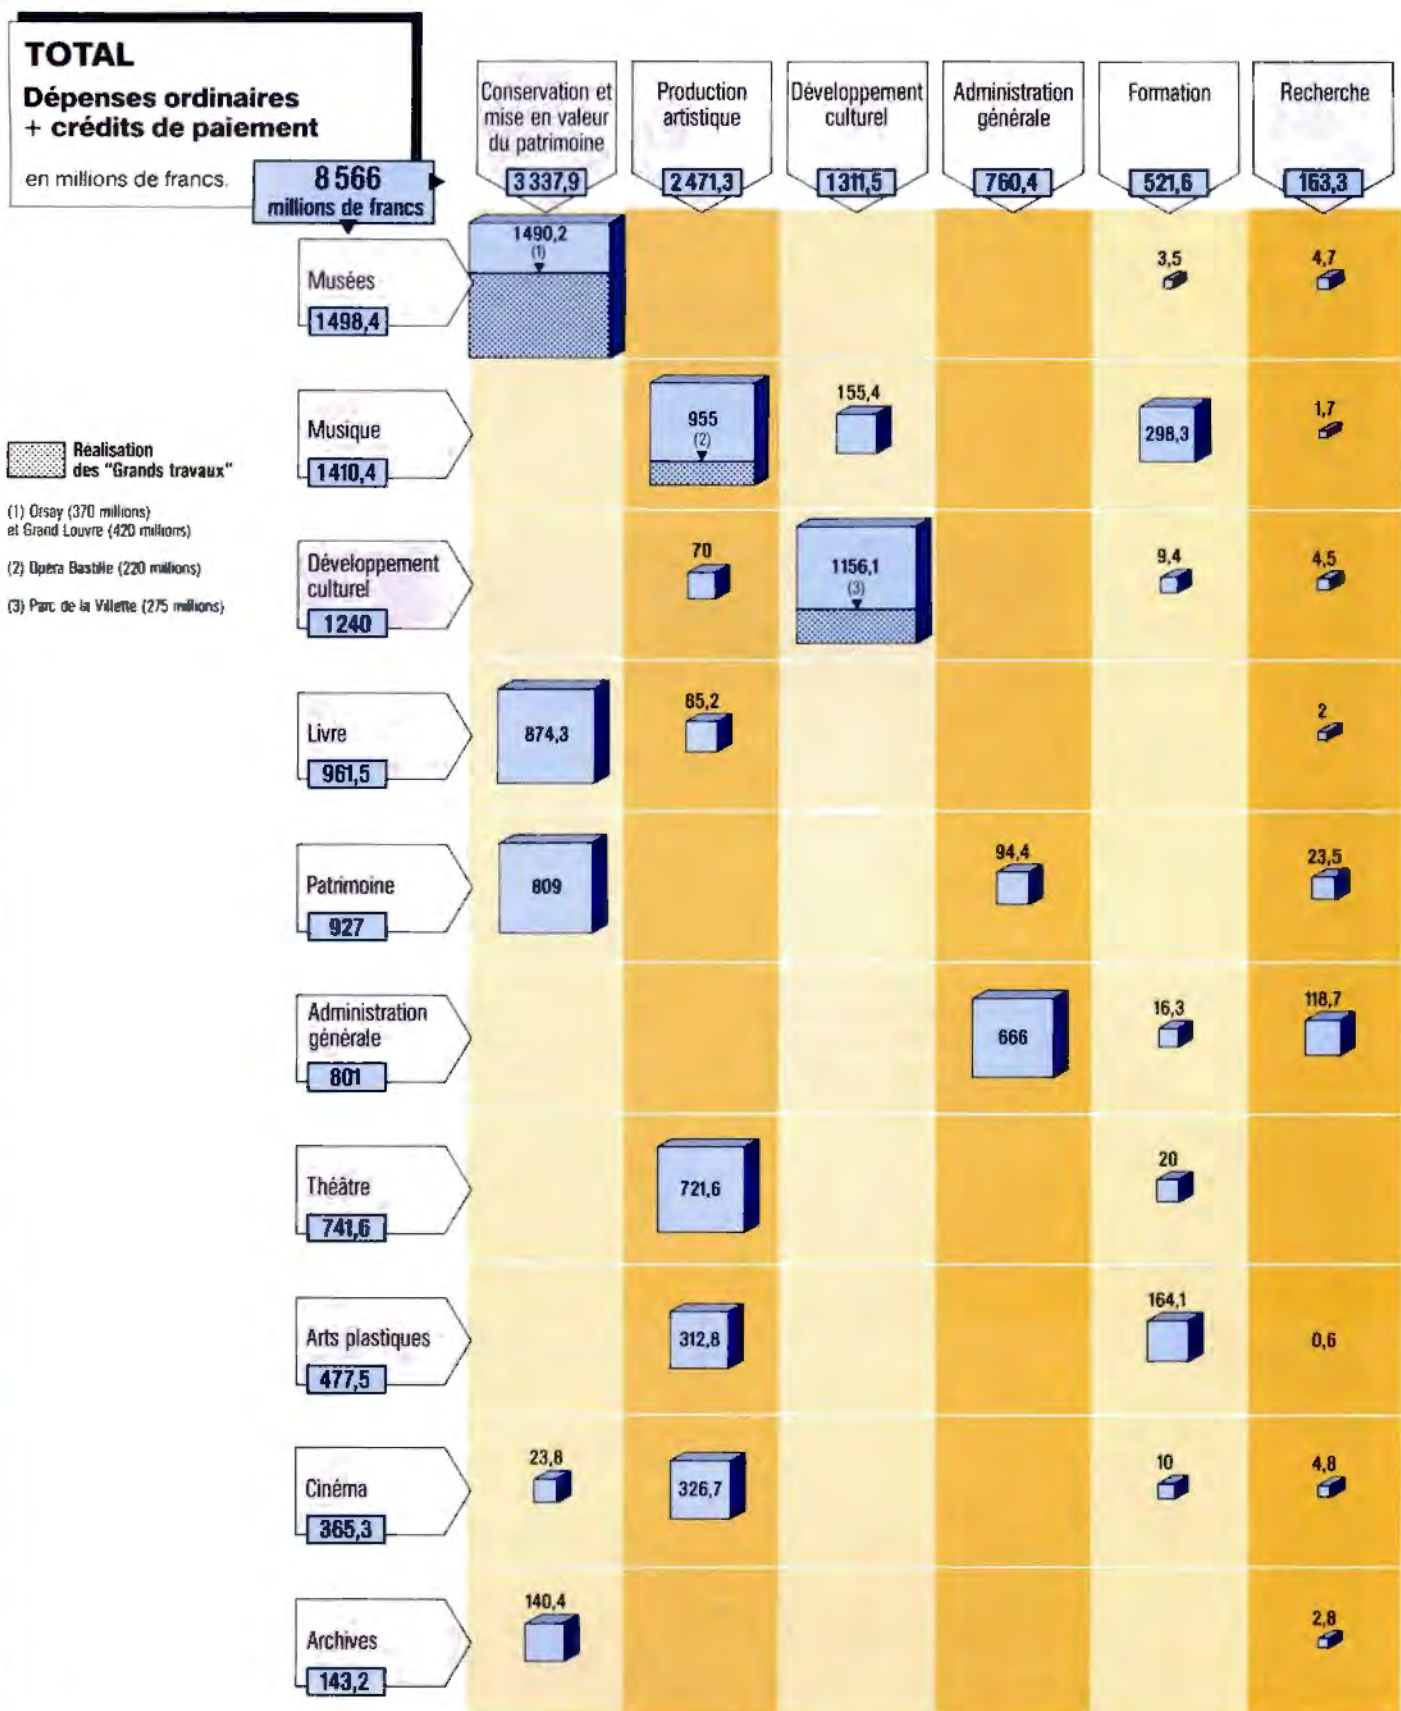 TOTAL
Dépenses ordinaires
+ crédits de paiement
en millions de francs.
8 566
millions de francs
Conservation et
mise en valeur
du patrimoine
3 337,9
Production
artistique
2 471,3
Développement
culturel
1311,5
Administration
générale
760,4
Formation
521,6
Recherche
163,3
Musées
1498,4
1490,2
(1)
3,5
4,7
Réalisation
des "Grands travaux"
(1) Orsay (370 millions)
et Grand Louvre (420 millions)
(2) Opéra Bastille (220 millions)
(3) Parc de la Villette (275 millions)
Musique
1410,4
955
(2)
155,4
298,3
1,7
Développement
culturel
1240
70
1156,1
(3)
9,4
4,5
Livre
961,5
874,3
85,2
2
Patrimoine
927
809
94,4
23,5
Administration
générale
801
666
16,3
118,7
Théâtre
741,6
721,6
20
Arts plastiques
477,5
312,8
164,1
0,6
Cinéma
365,3
23,8
326,7
10
4,8
Archives
143,2
140,4
2,8